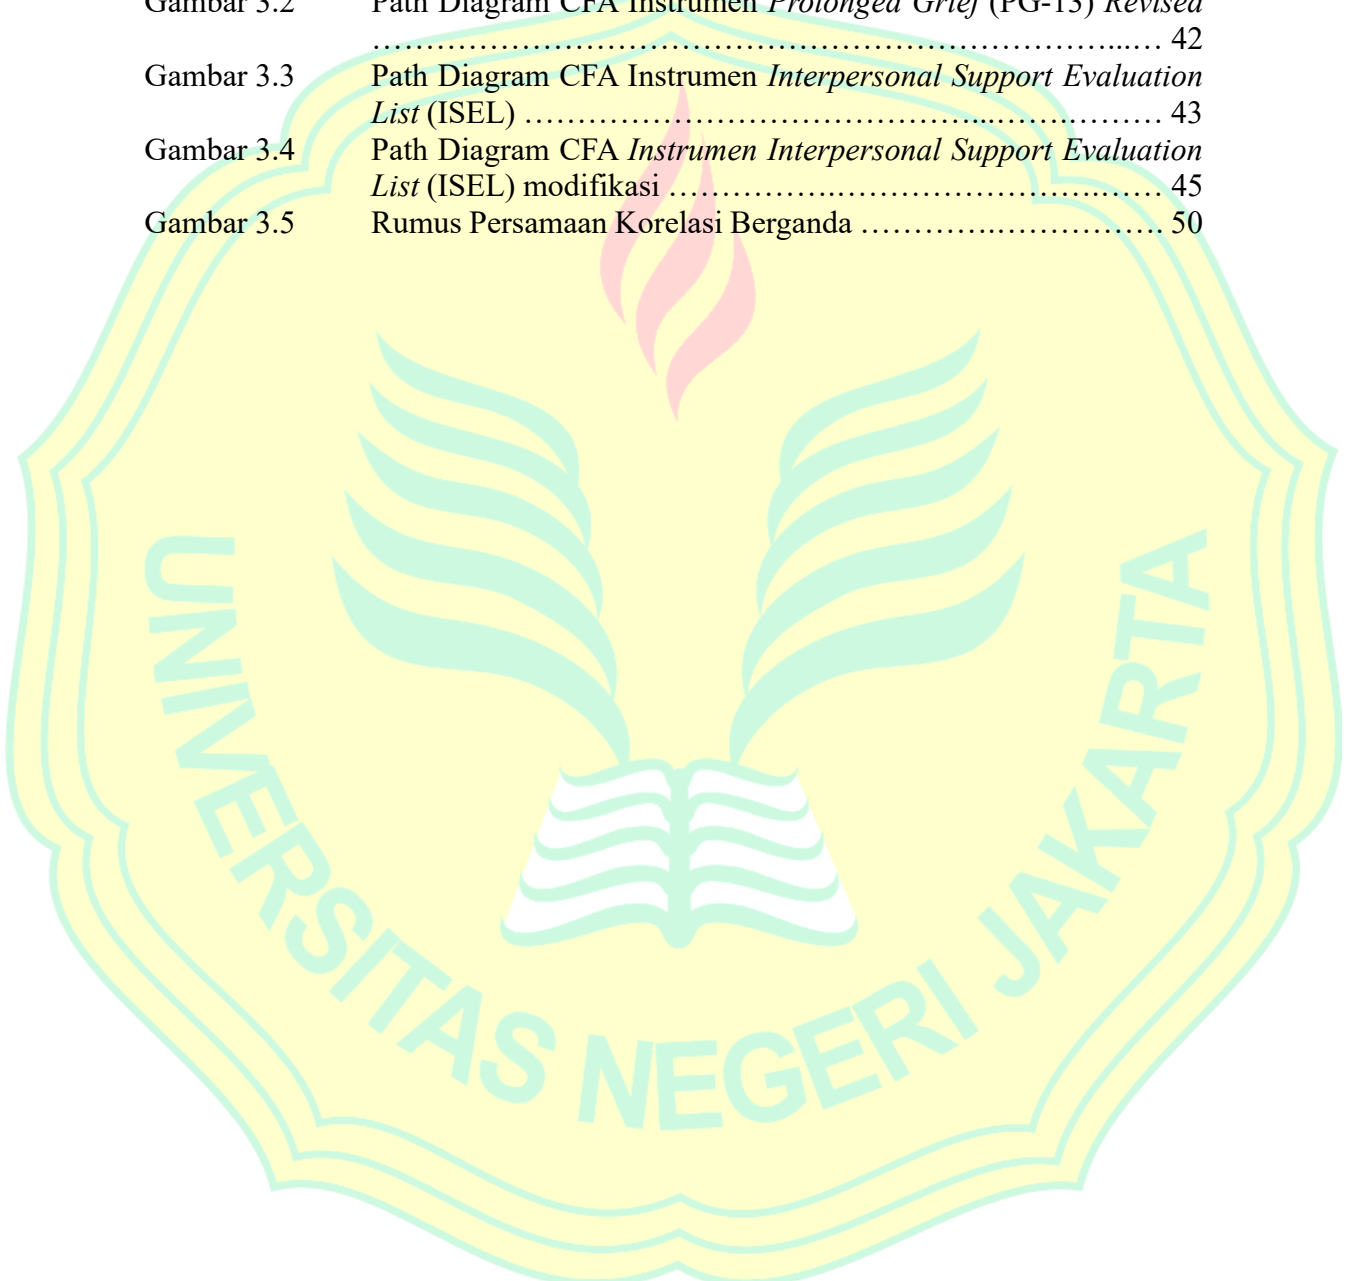 Gambar 3.2 Path Diagram CFA Instrumen Prolonged Grief (PG-13) Revised
……………………………………………………………...… 42
Gambar 3.3 Path Diagram CFA Instrumen Interpersonal Support Evaluation
List (ISEL) …………………………………...…….……… 43
Gambar 3.4 Path Diagram CFA Instrumen Interpersonal Support Evaluation
List (ISEL) modifikasi …………….…………………….…… 45
Gambar 3.5 Rumus Persamaan Korelasi Berganda ………….……………. 50
UNIVERSITAS NEGERI JAKARTA